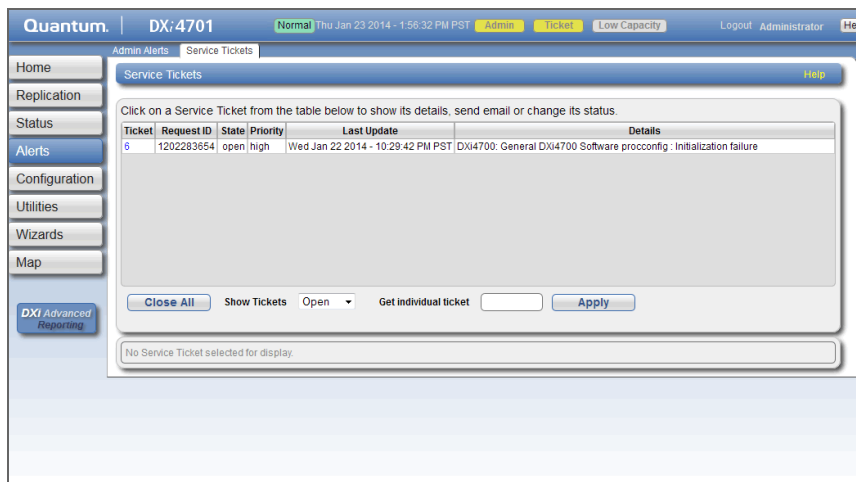 Quantum. DXi4701 Normal Thu Jan 23 2014 - 1:56:32 PM PST Admin Ticket Low Capacity Logout Administrator
Admin Alerts Service Tickets
Home
Replication
Status
Alerts
Configuration
Utilities
Wizards
Map
DXi Advanced
Reporting
Service Tickets Help
Click on a Service Ticket from the table below to show its details, send email or change its status.
Ticket Request ID State Priority Last Update Details
6 1202283654 open high Wed Jan 22 2014 - 10:29:42 PM PST DXi4700: General DXi4700 Software procconfig : Initialization failure
Close All Show Tickets Open Get individual ticket Apply
No Service Ticket selected for display.